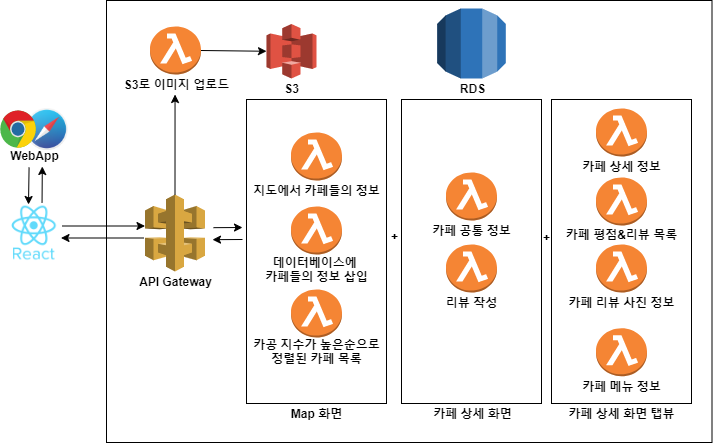 S3로 이미지 업로드
S3
RDS
WebApp
React
API Gateway
지도에서 카페들의 정보
데이터베이스에
카페들의 정보 삽입
카공 지수가 높은순으로
정렬된 카페 목록
Map 화면
+
카페 공통 정보
리뷰 작성
카페 상세 화면
+
카페 상세 정보
카페 평점&리뷰 목록
카페 리뷰 사진 정보
카페 메뉴 정보
카페 상세 화면 탭뷰